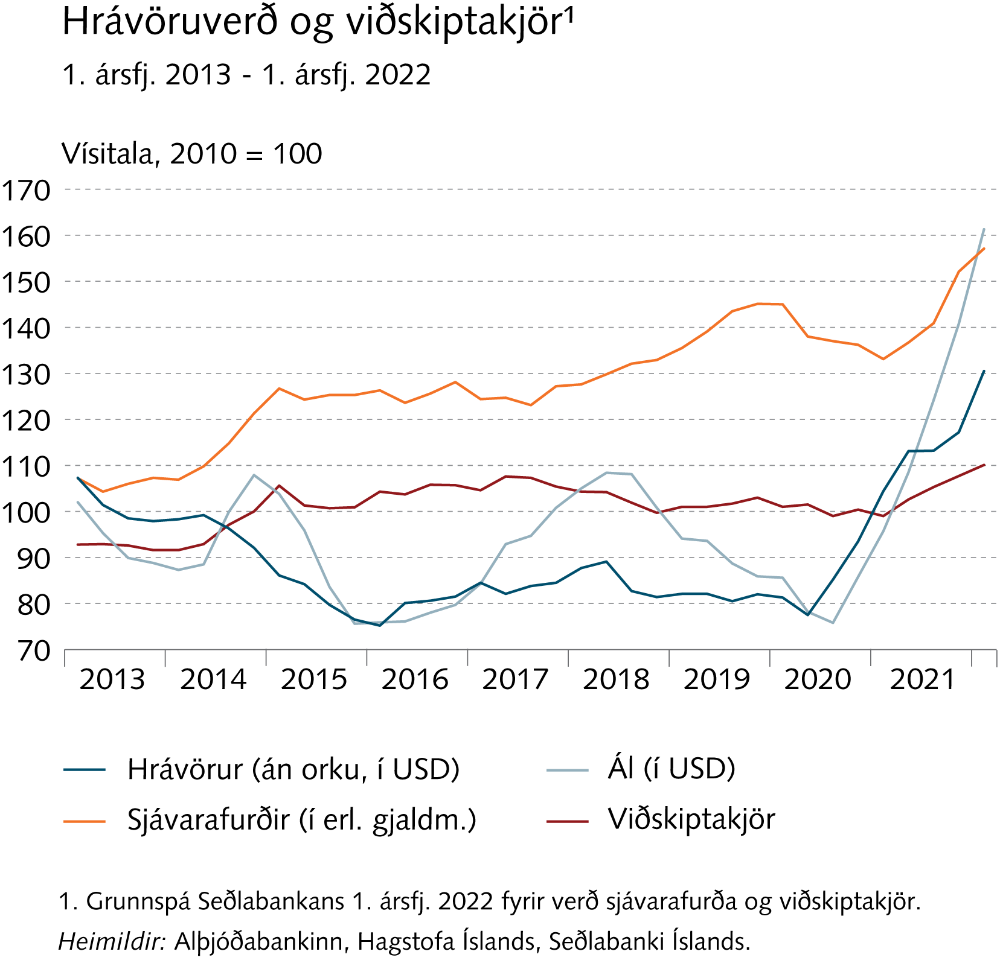 Hrávöruverð og viðskiptakjör¹
1. ársfj. 2013 - 1. ársfj. 2022
Vísitala, 2010 = 100
170
160
150
140
130
120
110
100
90
80
70
2013 2014 2015 2016 2017 2018 2019 2020 2021
Hrávörur (án orku, í USD) Ál (í USD)
Sjávarafurðir (í erl. gjaldm.) Viðskiptakjör
1. Grunnspá Seðlabankans 1. ársfj. 2022 fyrir verð sjávarafurða og viðskiptakjör.
Heimildir: Alþjóðabankinn, Hagstofa Íslands, Seðlabanki Íslands.